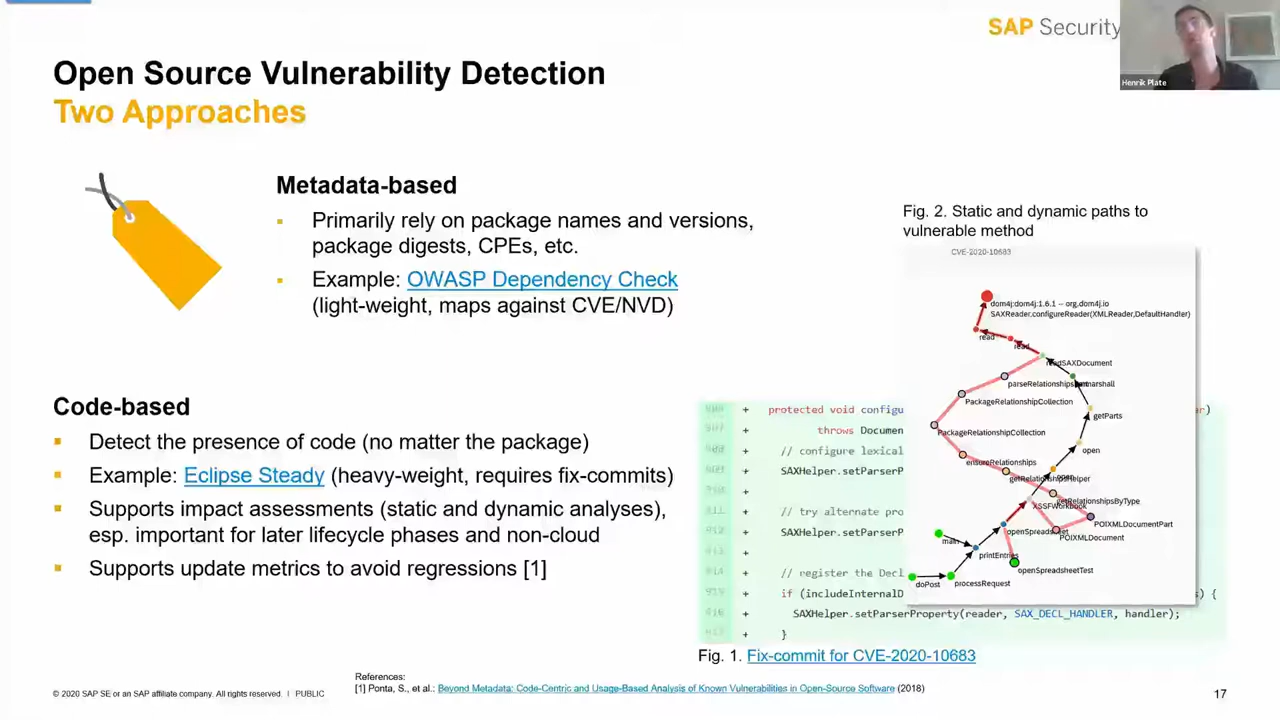 SAP Security
Henrik Plate
Open Source Vulnerability Detection
Two Approaches
Metadata-based
Primarily rely on package names and versions,
package digests, CPEs, etc.
Example: OWASP Dependency Check
(light-weight, maps against CVE/NVD)
Code-based
Detect the presence of code (no matter the package)
Example: Eclipse Steady (heavy-weight, requires fix-commits)
Supports impact assessments (static and dynamic analyses),
esp. important for later lifecycle phases and non-cloud
Supports update metrics to avoid regressions [1]
Fig. 2. Static and dynamic paths to
vulnerable method
CVE-2020-10683
dom4j:dom4j:1.6.1 -- org.dom4j.io
SAXReader.configureReader(XMLReader,DefaultHandler)
read
read
readSAXDocument
parseRelationships
marshall
PackageRelationshipCollection
getParts
PackageRelationshipCollection
open
ensureRelationships
getRelationshipsHelper
getRelationshipsByType
XSSFWorkbook
POIXMLDocumentPart
openSpreadsheet
POIXMLDocument
main
printEntries
openSpreadsheetTest
doPost
processRequest
+ protected void configu
+ throws Documen
+ // configure lexical
+ SAXHelper.setParserP
+
+ // try alternate pro
+ SAXHelper.setParserP
+
+ // register the Decl
+ if (includeInternalD s) {
+ SAXHelper.setParserProperty(reader, SAX_DECL_HANDLER, handler);
+ }
Fig. 1. Fix-commit for CVE-2020-10683
References:
[1] Ponta, S., et al.: Beyond Metadata: Code-Centric and Usage-Based Analysis of Known Vulnerabilities in Open-Source Software (2018)
© 2020 SAP SE or an SAP affiliate company. All rights reserved. | PUBLIC
17